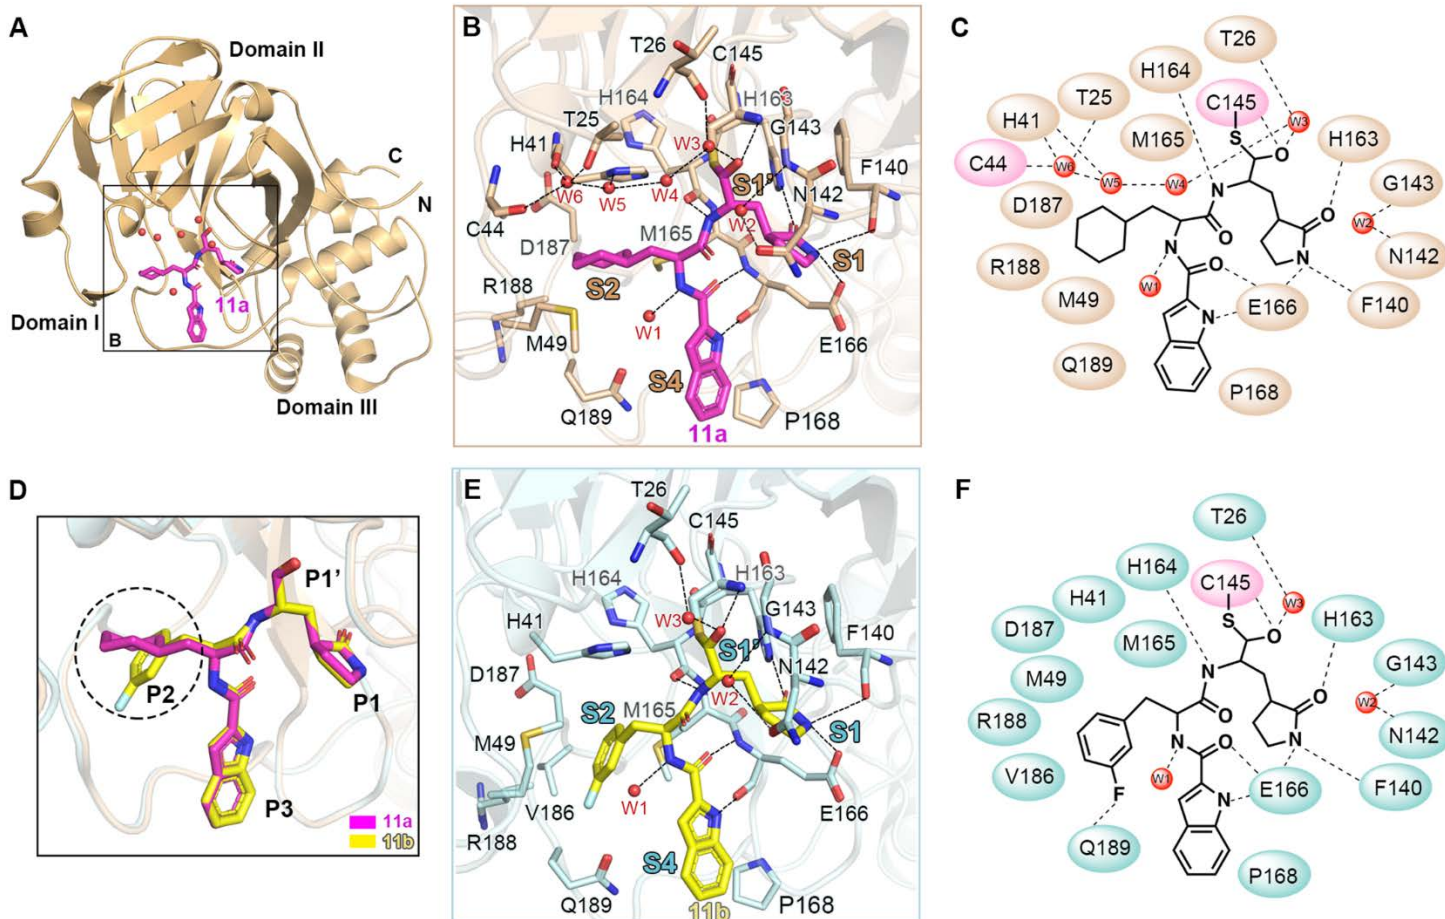 A
Domain II
C
N
11a
Domain I
B
Domain III
B
T26
C145
H164
H163
T25
G143
H41
W3
F140
S1'
W6
W5
W4
N142
C44
W2
D187
M165
S1
S2
R188
W1
M49
E166
S4
Q189
P168
11a
C
T26
H164
C145
T25
W3
H41
H163
M165
S
C44
O
W6
W5
W4
G143
D187
N
H
O
W2
O
N
H
N142
R188
N
H
O
W1
E166
F140
M49
N
H
Q189
P168
D
P1'
P2
P1
P3
11a
11b
E
T26
C145
H164
H163
G143
H41
W3
F140
S1'
D187
N142
W2
S2
M165
S1
M49
W1
V186
E166
R188
S4
Q189
P168
11b
F
T26
H164
C145
H41
W3
H163
D187
M165
S
O
G143
M49
N
H
O
W2
R188
O
N
H
N142
V186
N
H
O
W1
E166
F140
F
N
H
Q189
P168